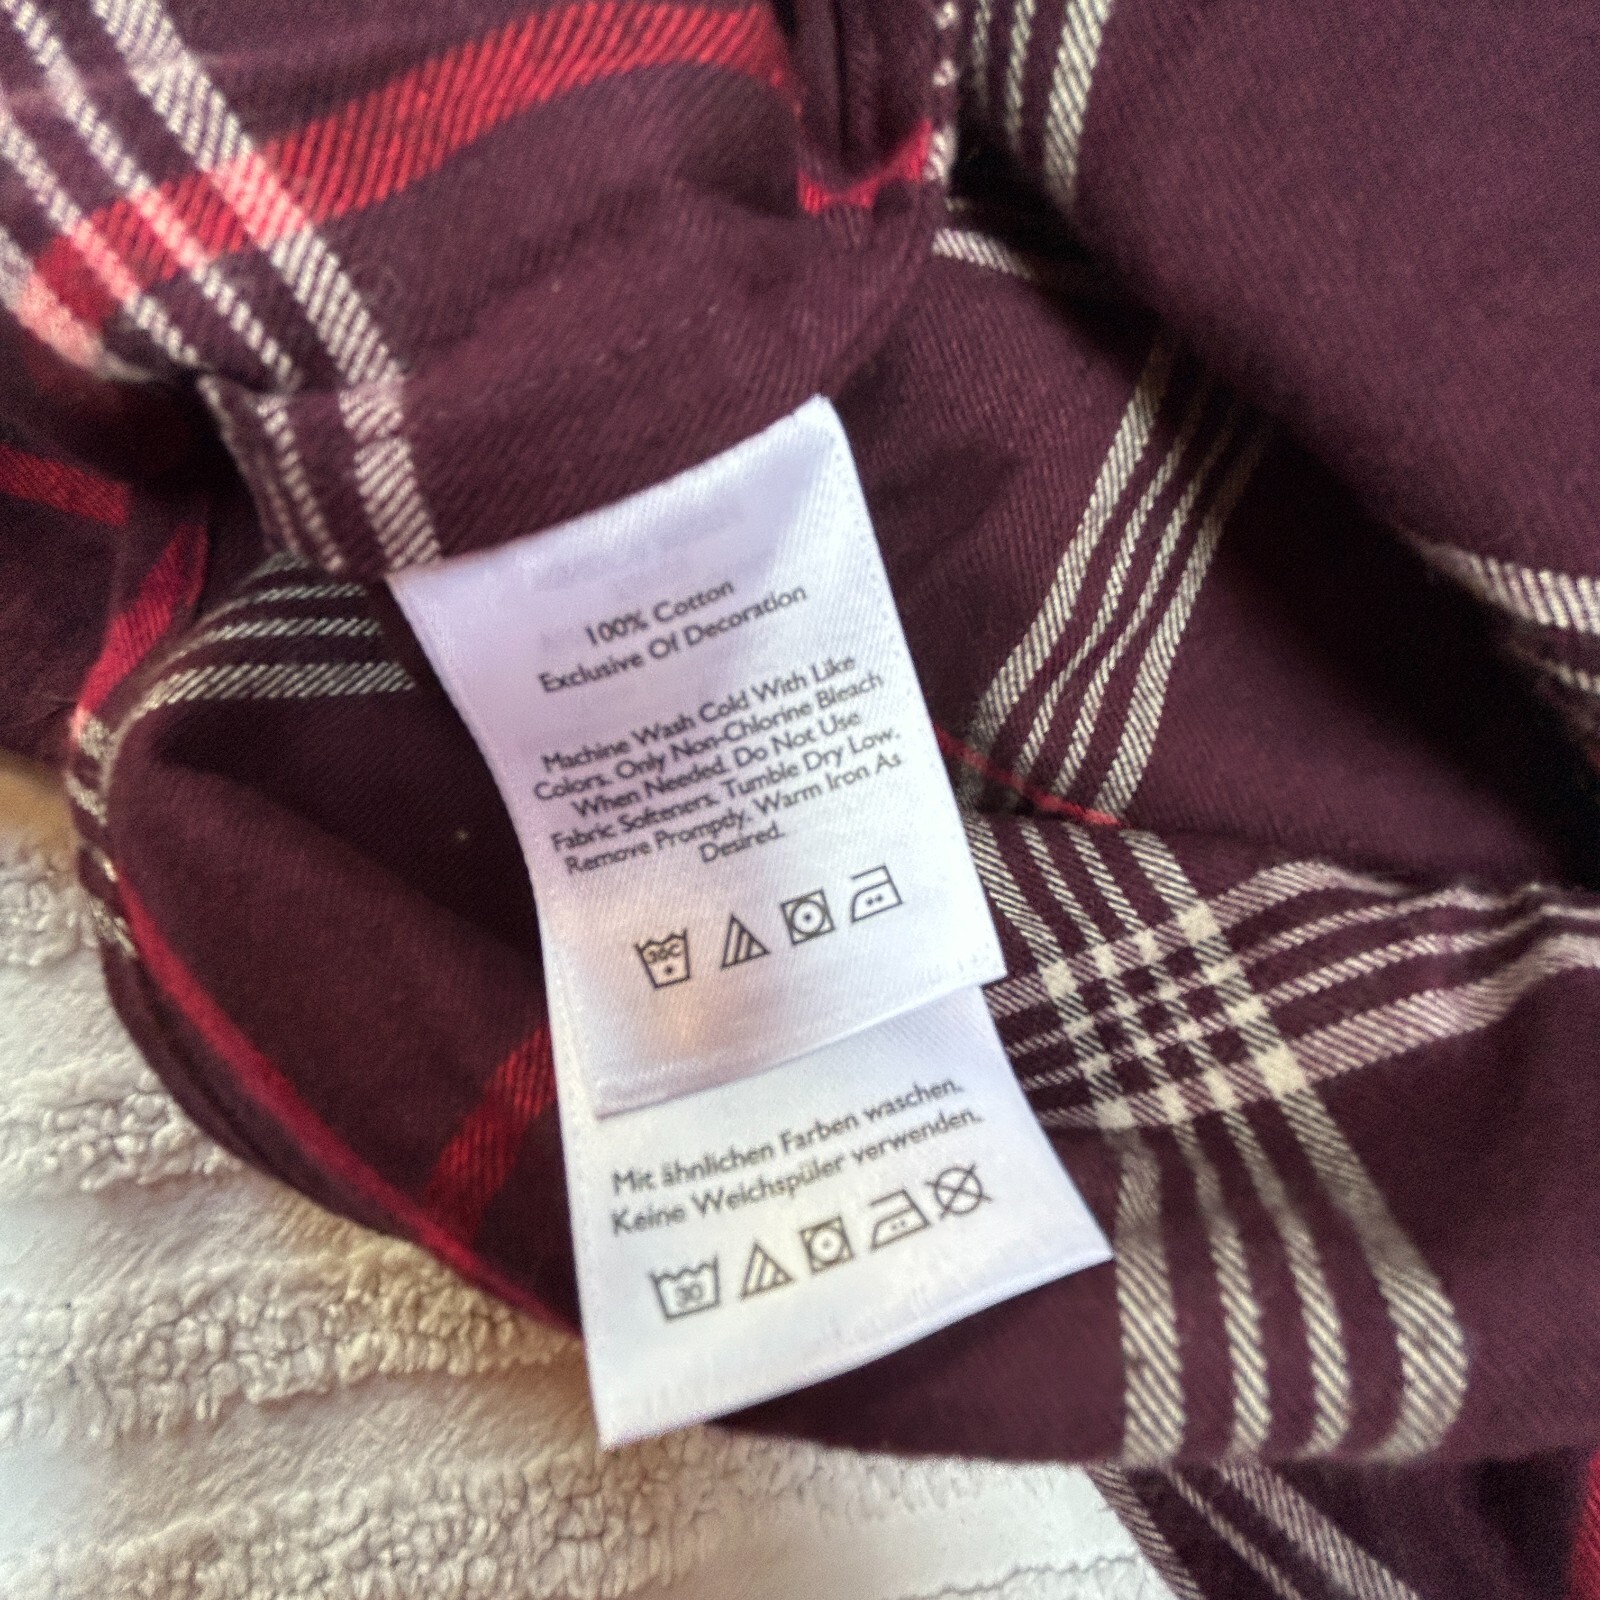 100% Cotton
Exclusive Of Decoration
Machine Wash Cold With Like
Colors. Only Non-Chlorine Bleach
When Needed. Do Not Use
Fabric Softeners. Tumble Dry Low.
Remove Promptly. Warm Iron As
Desired.
30C
Mit ähnlichen Farben waschen.
Keine Weichspüler verwenden.
30